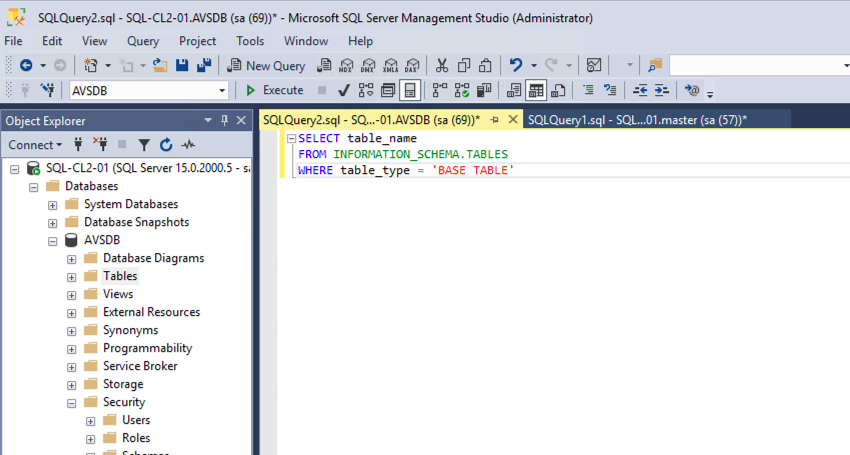 SQLQuery2.sql - SQL-CL2-01.AVSDB (sa (69))* - Microsoft SQL Server Management Studio (Administrator)
File Edit View Query Project Tools Window Help
New Query MDX DMX XMLA DAX
AVSDB Execute
Object Explorer
SQLQuery2.sql - SQ...-01.AVSDB (sa (69))* SQLQuery1.sql - SQL...01.master (sa (57))*
Connect
SELECT table_name
FROM INFORMATION_SCHEMA.TABLES
WHERE table_type = 'BASE TABLE'
SQL-CL2-01 (SQL Server 15.0.2000.5 - sa
Databases
System Databases
Database Snapshots
AVSDB
Database Diagrams
Tables
Views
External Resources
Synonyms
Programmability
Service Broker
Storage
Security
Users
Roles
Schemas